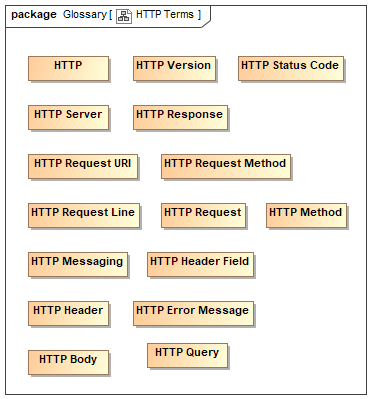 package Glossary [ HTTP Terms ]
HTTP HTTP Version HTTP Status Code
HTTP Server HTTP Response
HTTP Request URI HTTP Request Method
HTTP Request Line HTTP Request HTTP Method
HTTP Messaging HTTP Header Field
HTTP Header HTTP Error Message
HTTP Body HTTP Query